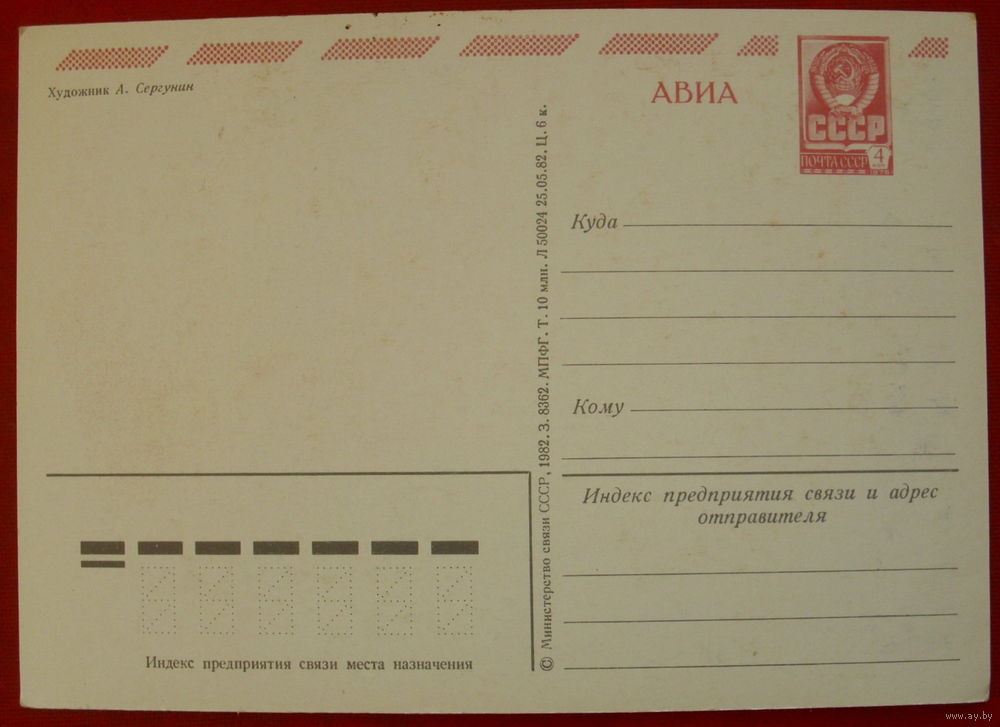 Художник А. Сергунин
АВИА
СССР
ПОЧТА СССР
4
Куда
Кому
Индекс предприятия связи и адрес
отправителя
© Министерство связи СССР, 1982. З. 8362. МПФГ. Т. 10 млн. Л 50024 25.05.82. Ц. 6 к.
Индекс предприятия связи места назначения
www.ay.by